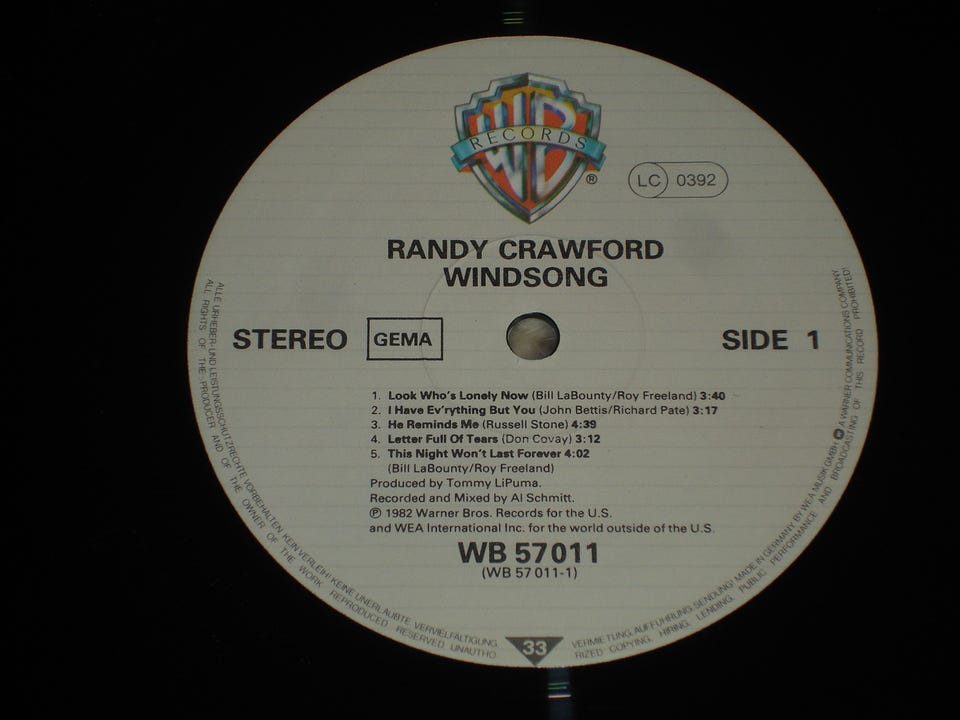 WB
RECORDS
®
LC 0392
RANDY CRAWFORD
WINDSONG
STEREO GEMA SIDE 1
1. Look Who's Lonely Now (Bill LaBounty/Roy Freeland) 3:40
2. I Have Ev'rything But You (John Bettis/Richard Pate) 3:17
3. He Reminds Me (Russell Stone) 4:39
4. Letter Full Of Tears (Don Covay) 3:12
5. This Night Won't Last Forever 4:02
(Bill LaBounty/Roy Freeland)
Produced by Tommy LiPuma.
Recorded and Mixed by Al Schmitt.
℗ 1982 Warner Bros. Records for the U.S.
and WEA International Inc. for the world outside of the U.S.
WB 57 011
(WB 57 011-1)
33
ALLE URHEBER- UND LEISTUNGSSCHUTZRECHTE VORBEHALTEN. KEIN VERLEIH! KEINE UNERLAUBTE VERVIELFÄLTIGUNG, VERMIETUNG, AUFFÜHRUNG, SENDUNG! MADE IN GERMANY BY WEA MUSIK GMBH A WARNER COMMUNICATIONS COMPANY
ALL RIGHTS OF THE PRODUCER AND OF THE OWNER OF THE WORK REPRODUCED RESERVED. UNAUTHORIZED COPYING, HIRING, LENDING, PUBLIC PERFORMANCE AND BROADCASTING OF THIS RECORD PROHIBITED!